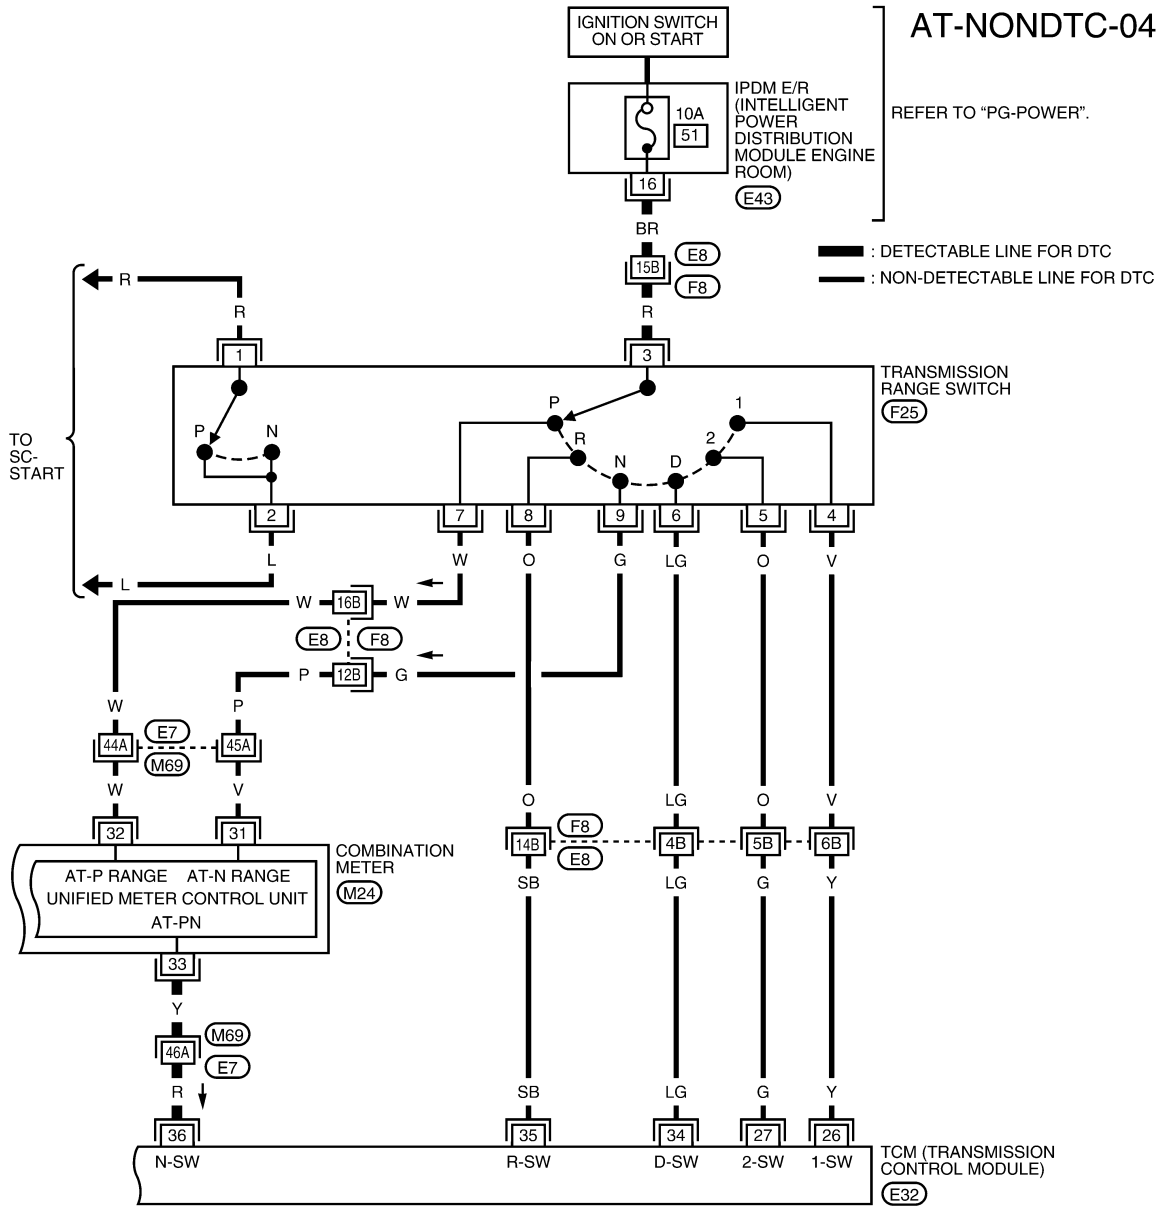 AT-NONDTC-04
IGNITION SWITCH
ON OR START
IPDM E/R
(INTELLIGENT
POWER
DISTRIBUTION
MODULE ENGINE
ROOM)
10A
51
REFER TO “PG-POWER”.
16
E43
BR
15B
E8
F8
: DETECTABLE LINE FOR DTC
: NON-DETECTABLE LINE FOR DTC
R
R
R
1
3
TRANSMISSION
RANGE SWITCH
F25
P
N
P
R
N
D
2
1
TO
SC-
START
2
7
8
9
6
5
4
L
W
O
G
LG
O
V
L
W
16B
W
E8
F8
P
12B
G
W
P
44A
E7
M69
45A
W
V
O
LG
O
V
32
31
14B
F8
E8
4B
5B
6B
COMBINATION
METER
M24
AT-P RANGE
AT-N RANGE
UNIFIED METER CONTROL UNIT
AT-PN
SB
LG
G
Y
33
Y
46A
M69
E7
R
SB
LG
G
Y
36
35
34
27
26
N-SW
R-SW
D-SW
2-SW
1-SW
TCM (TRANSMISSION
CONTROL MODULE)
E32